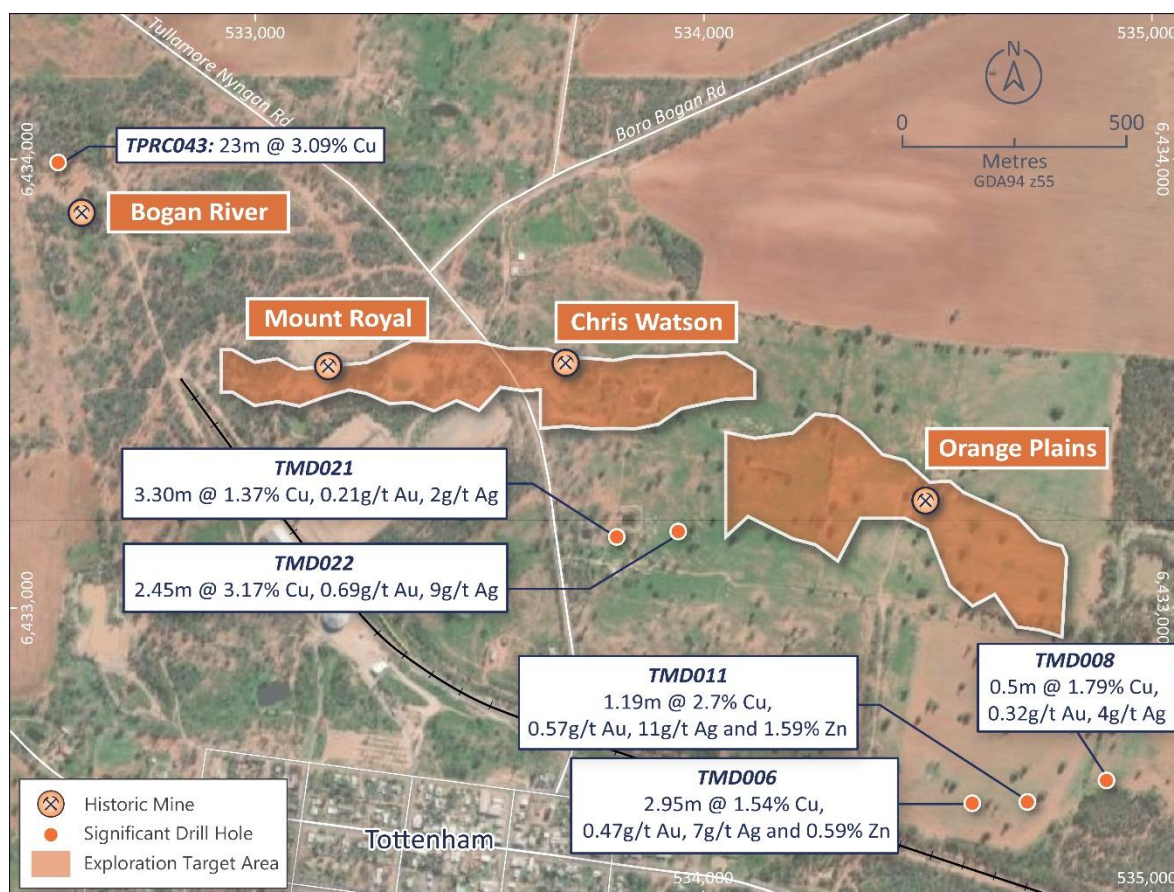 533,000
534,000
535,000
Tullamore Nyngan Rd
Boro Bogan Rd
N
0
500
Metres
GDA94 z55
6,434,000
6,434,000
TPRC043: 23m @ 3.09% Cu
Bogan River
Mount Royal
Chris Watson
Orange Plains
TMD021
3.30m @ 1.37% Cu, 0.21g/t Au, 2g/t Ag
TMD022
2.45m @ 3.17% Cu, 0.69g/t Au, 9g/t Ag
6,433,000
6,433,000
TMD011
1.19m @ 2.7% Cu,
0.57g/t Au, 11g/t Ag and 1.59% Zn
TMD008
0.5m @ 1.79% Cu,
0.32g/t Au, 4g/t Ag
TMD006
2.95m @ 1.54% Cu,
0.47g/t Au, 7g/t Ag and 0.59% Zn
Historic Mine
Significant Drill Hole
Exploration Target Area
Tottenham
534,000
535,000